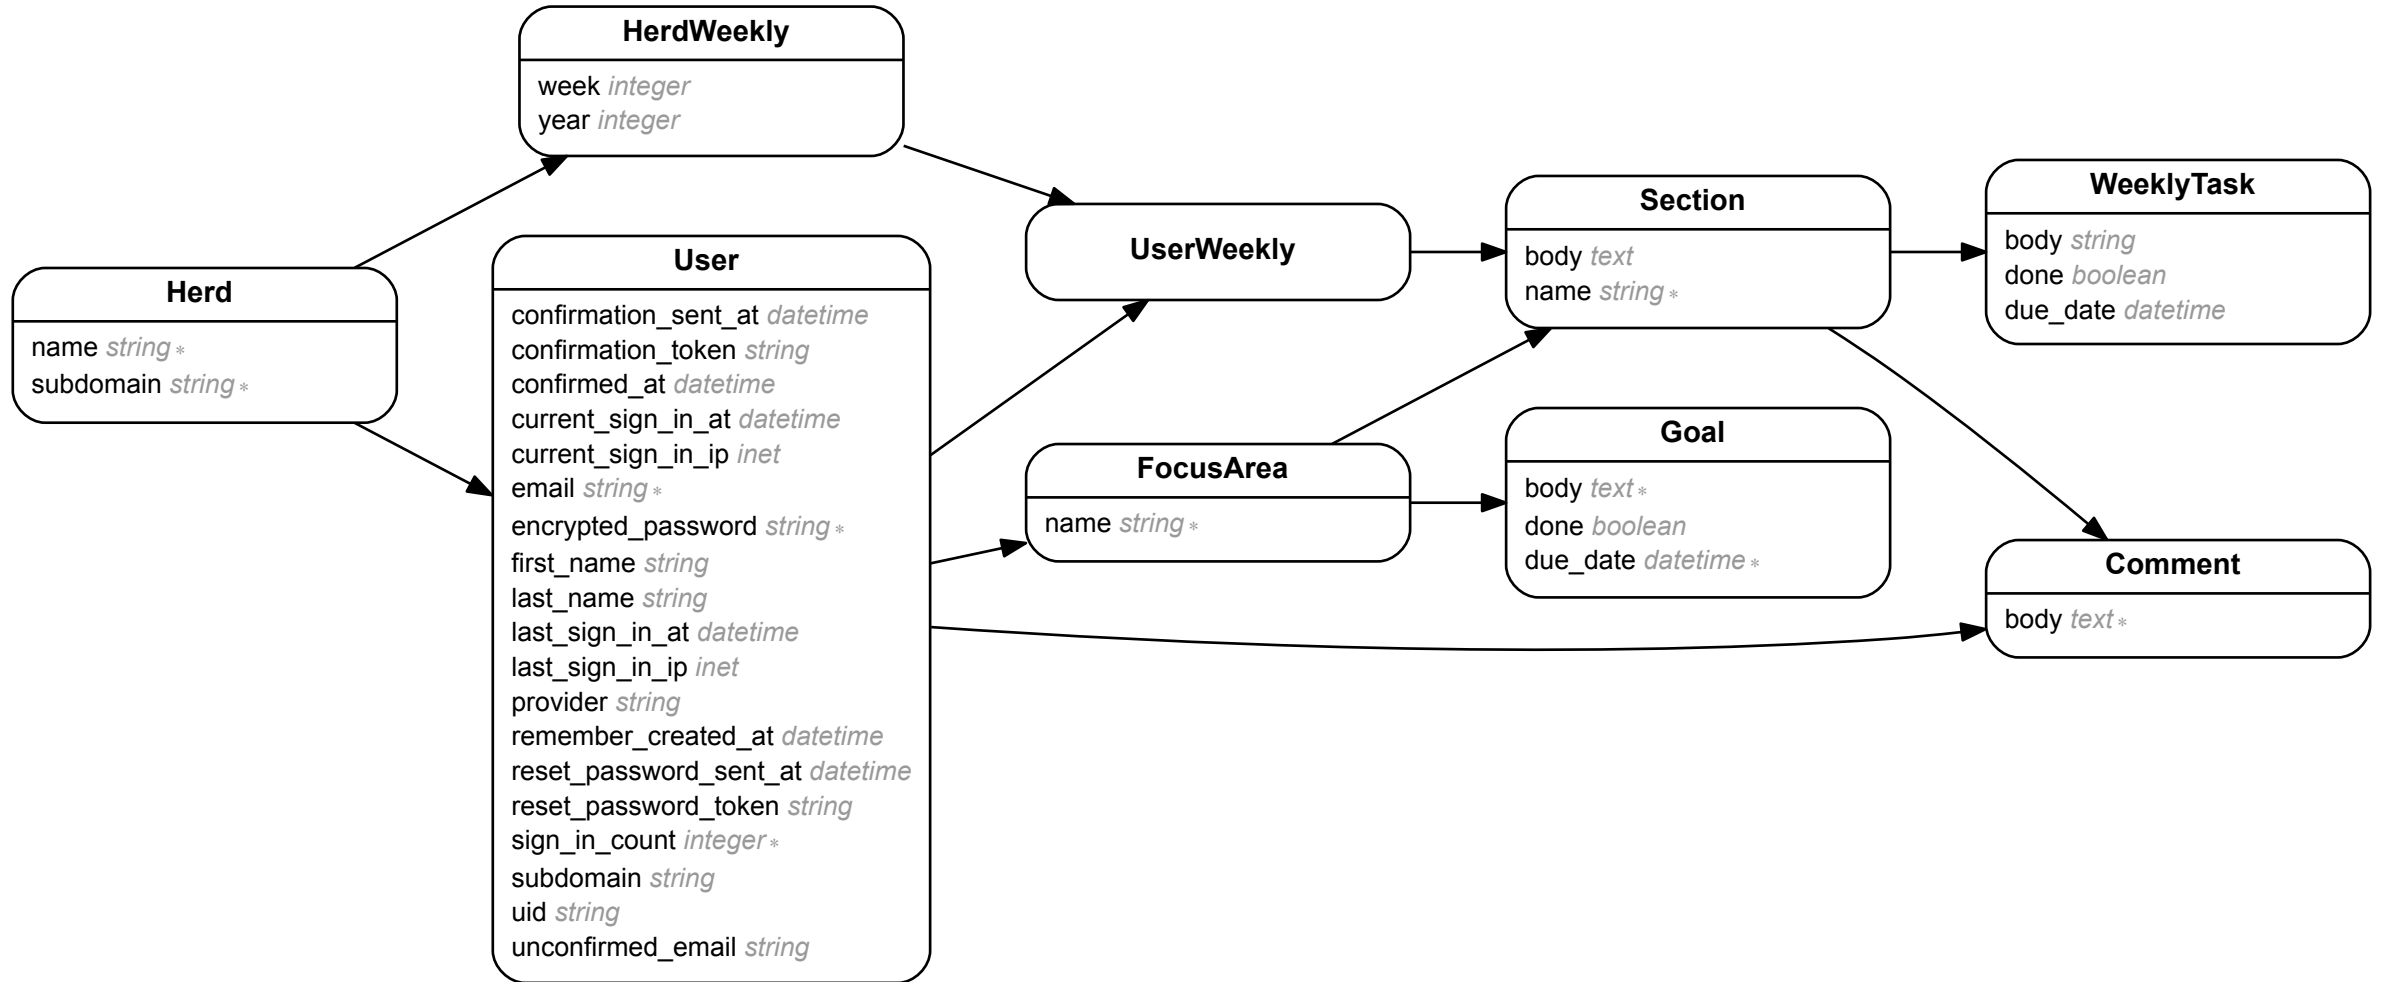 HerdWeekly
week integer
year integer
Herd
name string *
subdomain string *
User
confirmation_sent_at datetime
confirmation_token string
confirmed_at datetime
current_sign_in_at datetime
current_sign_in_ip inet
email string *
encrypted_password string *
first_name string
last_name string
last_sign_in_at datetime
last_sign_in_ip inet
provider string
remember_created_at datetime
reset_password_sent_at datetime
reset_password_token string
sign_in_count integer *
subdomain string
uid string
unconfirmed_email string
UserWeekly
FocusArea
name string *
Section
body text
name string *
Goal
body text *
done boolean
due_date datetime *
WeeklyTask
body string
done boolean
due_date datetime
Comment
body text *